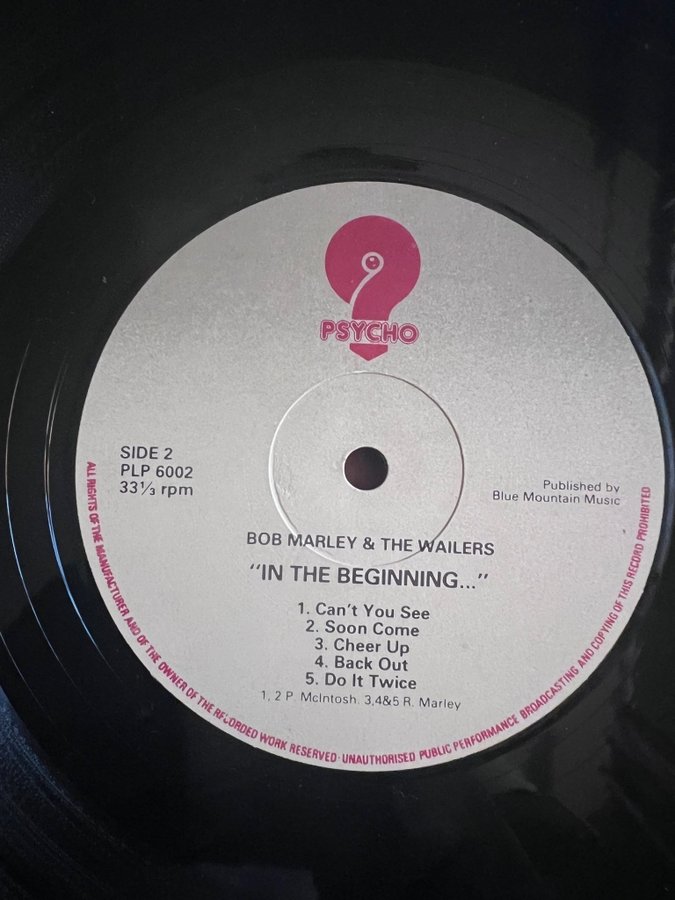 PSYCHO
SIDE 2
PLP 6002
33⅓ rpm
Published by
Blue Mountain Music
BOB MARLEY & THE WAILERS
"IN THE BEGINNING..."
1. Can't You See
2. Soon Come
3. Cheer Up
4. Back Out
5. Do It Twice
1, 2 P. McIntosh. 3,4&5 R. Marley
ALL RIGHTS OF THE MANUFACTURER AND OF THE OWNER OF THE RECORDED WORK RESERVED· UNAUTHORISED PUBLIC PERFORMANCE BROADCASTING AND COPYING OF THIS RECORD PROHIBITED